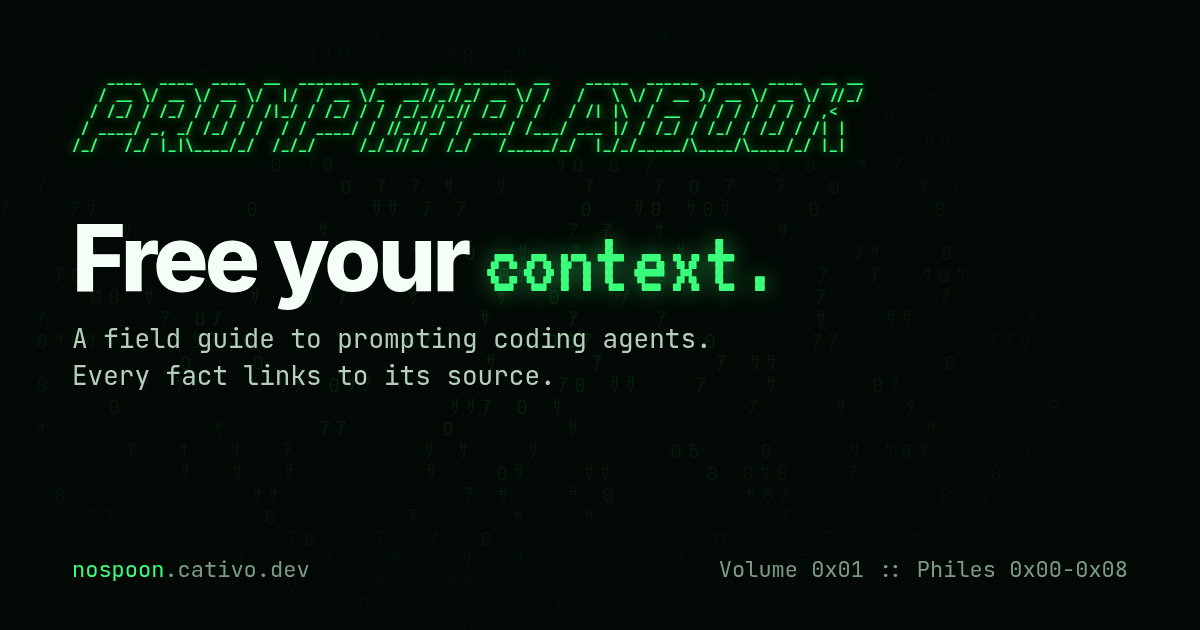 PROMPT//PLAYBOOK
Free your context.
A field guide to prompting coding agents.
Every fact links to its source.
nospoon.cativo.dev
Volume 0x01 :: Philes 0x00-0x08